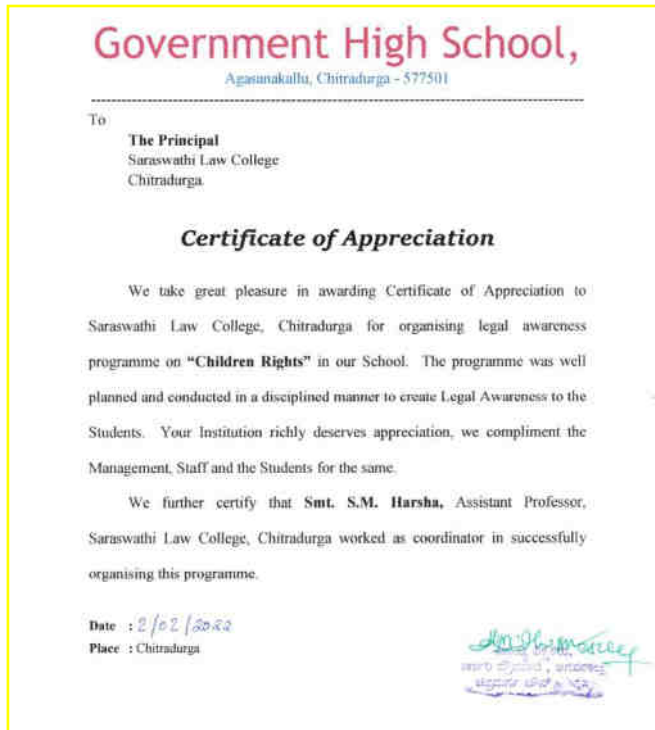 Government High School,
Agasanakallu, Chitradurga - 577501
To
The Principal
Saraswathi Law College
Chitradurga.
Certificate of Appreciation
We take great pleasure in awarding Certificate of Appreciation to
Saraswathi Law College, Chitradurga for organising legal awareness
programme on “Children Rights” in our School. The programme was well
planned and conducted in a disciplined manner to create Legal Awareness to the
Students. Your Institution richly deserves appreciation, we compliment the
Management, Staff and the Students for the same.
We further certify that Smt. S.M. Harsha, Assistant Professor,
Saraswathi Law College, Chitradurga worked as coordinator in successfully
organising this programme.
Date : 2/02/2022
Place : Chitradurga